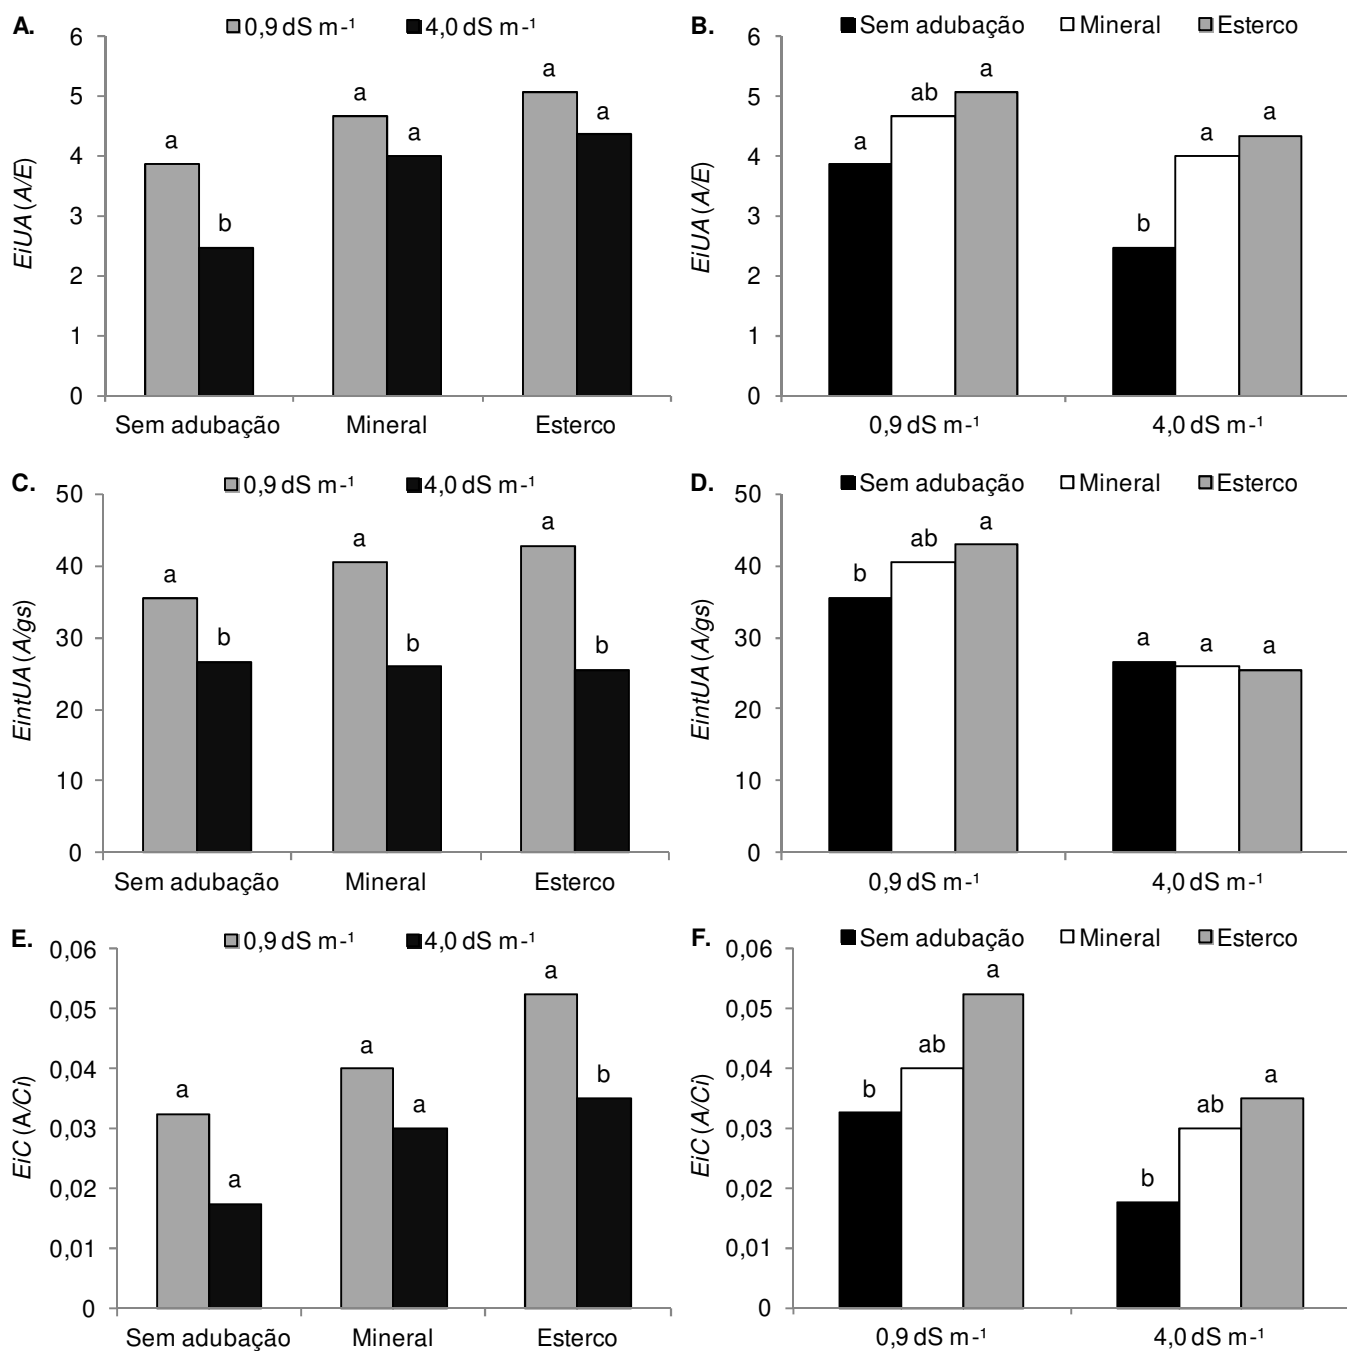 A.
0,9 dS m-¹ 4,0 dS m-¹
6
5
4
3
2
1
0
EiUA (A/E)
a b a a a a
Sem adubação Mineral Esterco
B.
Sem adubação Mineral Esterco
6
5
4
3
2
1
0
EiUA (A/E)
a ab a b a a
0,9 dS m-¹ 4,0 dS m-¹
C.
0,9 dS m-¹ 4,0 dS m-¹
50
40
30
20
10
0
EintUA (A/gs)
a b a b a b
Sem adubação Mineral Esterco
D.
Sem adubação Mineral Esterco
50
40
30
20
10
0
EintUA (A/gs)
b ab a a a a
0,9 dS m-¹ 4,0 dS m-¹
E.
0,9 dS m-¹ 4,0 dS m-¹
0,06
0,05
0,04
0,03
0,02
0,01
0
EiC (A/Ci)
a a a a a b
Sem adubação Mineral Esterco
F.
Sem adubação Mineral Esterco
0,06
0,05
0,04
0,03
0,02
0,01
0
EiC (A/Ci)
b ab a b ab a
0,9 dS m-¹ 4,0 dS m-¹